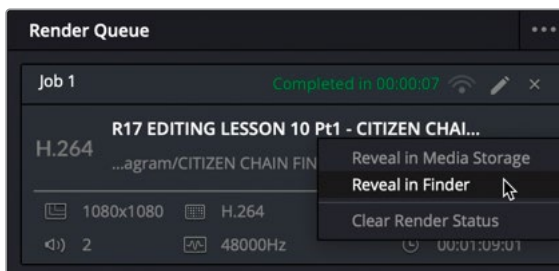 Render Queue
Job 1 Completed in 00:00:07
H.264 R17 EDITING LESSON 10 Pt1 - CITIZEN CHAI...
...agram/CITIZEN CHAIN FIN
Reveal in Media Storage
Reveal in Finder
1080x1080 H.264
Clear Render Status
2 48000Hz 00:01:09:01